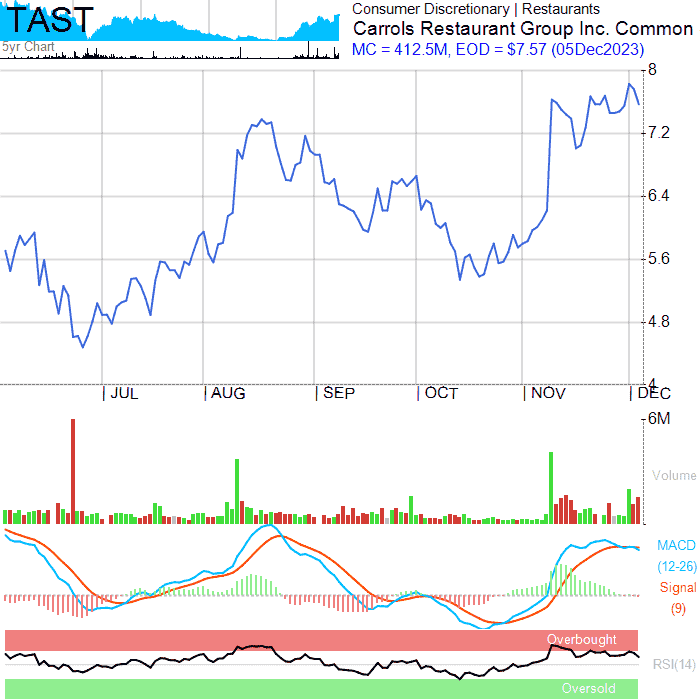 TAST
5yr Chart
Consumer Discretionary | Restaurants
Carrols Restaurant Group Inc. Common
MC = 412.5M, EOD = $7.57 (05Dec2023)
8
7.2
6.4
5.6
4.8
4
JUL AUG SEP OCT NOV DEC
6M
Volume
MACD
(12-26)
Signal
(9)
Overbought
RSI(14)
Oversold